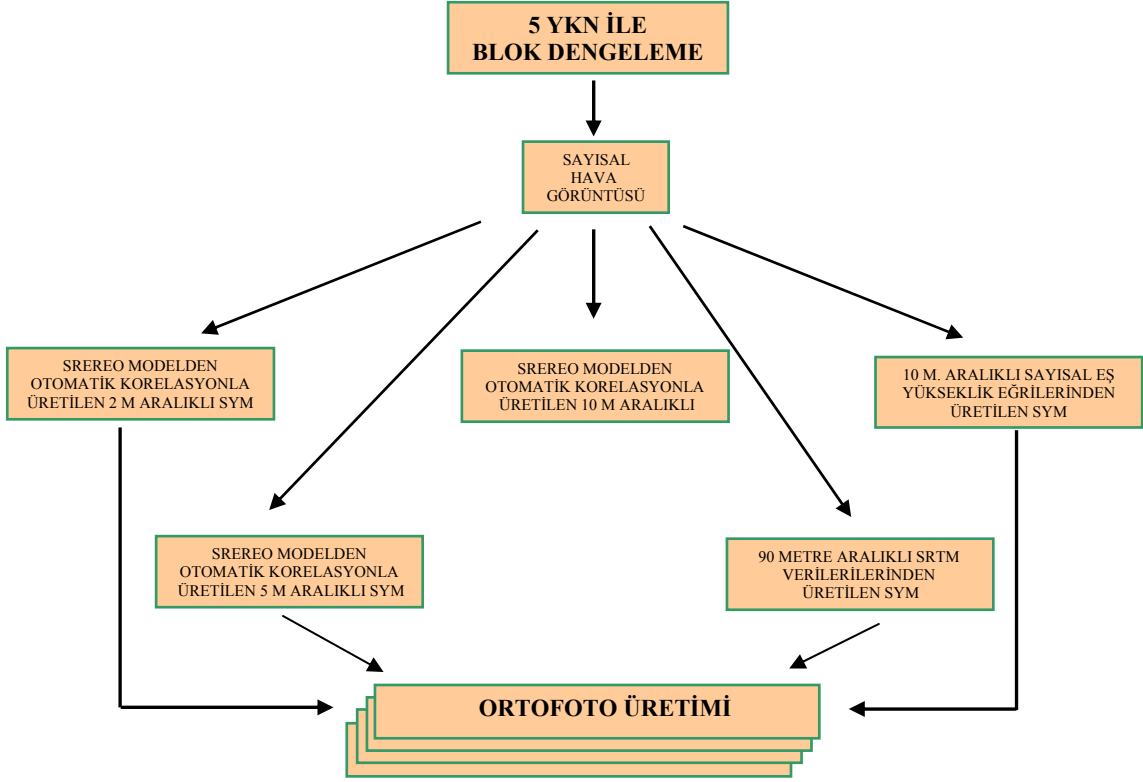 5 YKN İLE
BLOK DENGELEME
SAYISAL
HAVA
GÖRÜNTÜSÜ
SREREO MODELDEN
OTOMATİK KORELASYONLA
ÜRETİLEN 2 M ARALIKLI SYM
SREREO MODELDEN
OTOMATİK KORELASYONLA
ÜRETİLEN 10 M ARALIKLI
10 M. ARALIKLI SAYISAL EŞ
YÜKSEKLİK EĞRİLERİNDEN
ÜRETİLEN SYM
SREREO MODELDEN
OTOMATİK KORELASYONLA
ÜRETİLEN 5 M ARALIKLI SYM
90 METRE ARALIKLI SRTM
VERİLERİLERİNDEN
ÜRETİLEN SYM
ORTOFOTO ÜRETİMİ